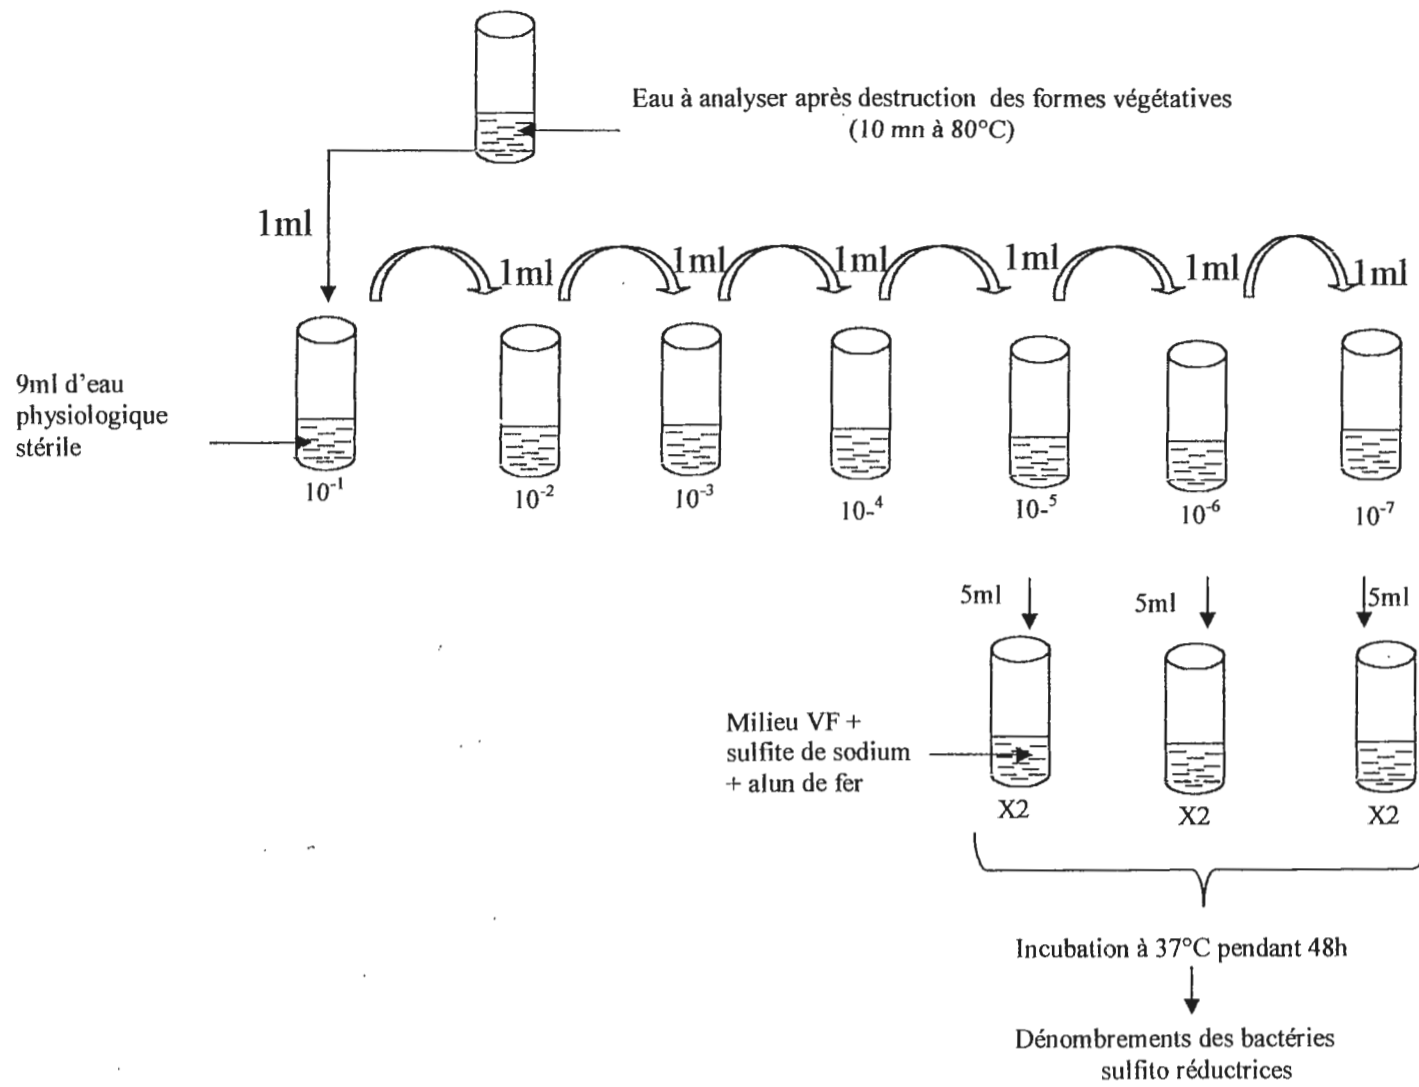 Eau à analyser après destruction des formes végétatives
(10 mn à 80°C)
1ml
1ml
1ml
1ml
1ml
1ml
1ml
9ml d'eau
physiologique
stérile
10-1
10-2
10-3
10-4
10-5
10-6
10-7
5ml
5ml
5ml
Milieu VF +
sulfite de sodium
+ alun de fer
X2
X2
X2
Incubation à 37°C pendant 48h
Dénombrements des bactéries
sulfito réductrices